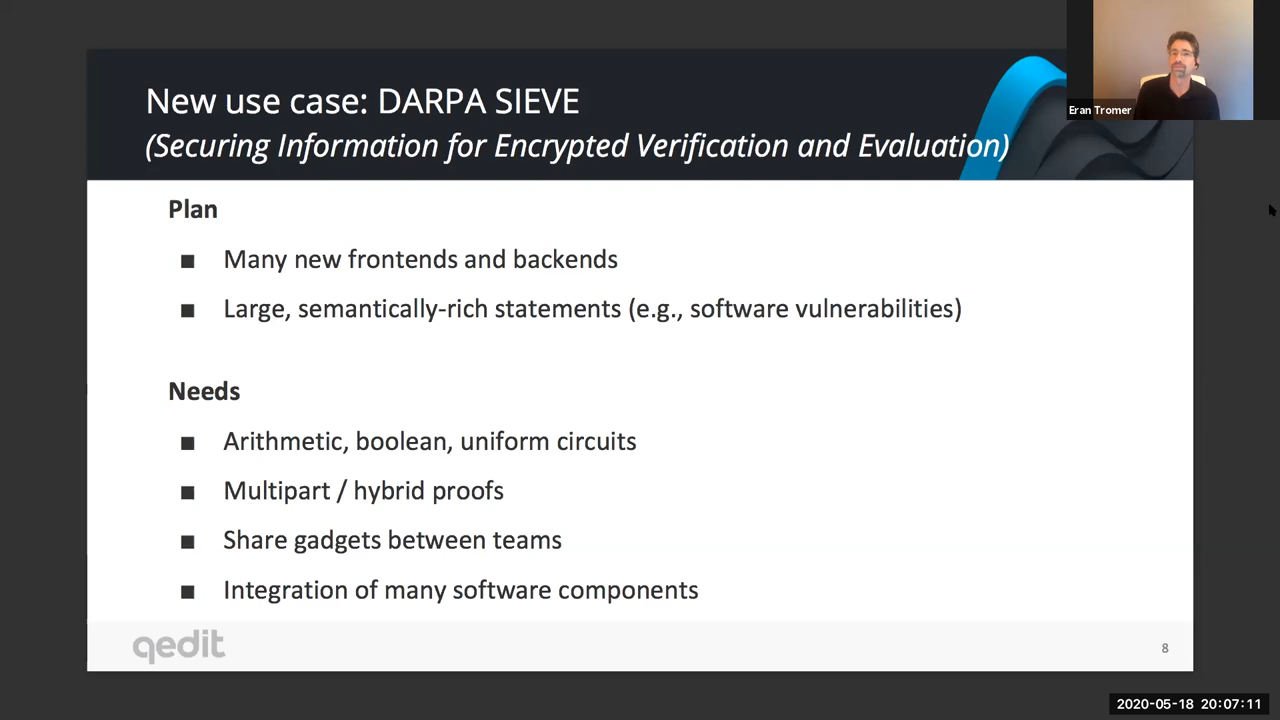 New use case: DARPA SIEVE
(Securing Information for Encrypted Verification and Evaluation)
Eran Tromer
Plan
■ Many new frontends and backends
■ Large, semantically-rich statements (e.g., software vulnerabilities)
Needs
■ Arithmetic, boolean, uniform circuits
■ Multipart / hybrid proofs
■ Share gadgets between teams
■ Integration of many software components
qedit
8
2020-05-18 20:07:11